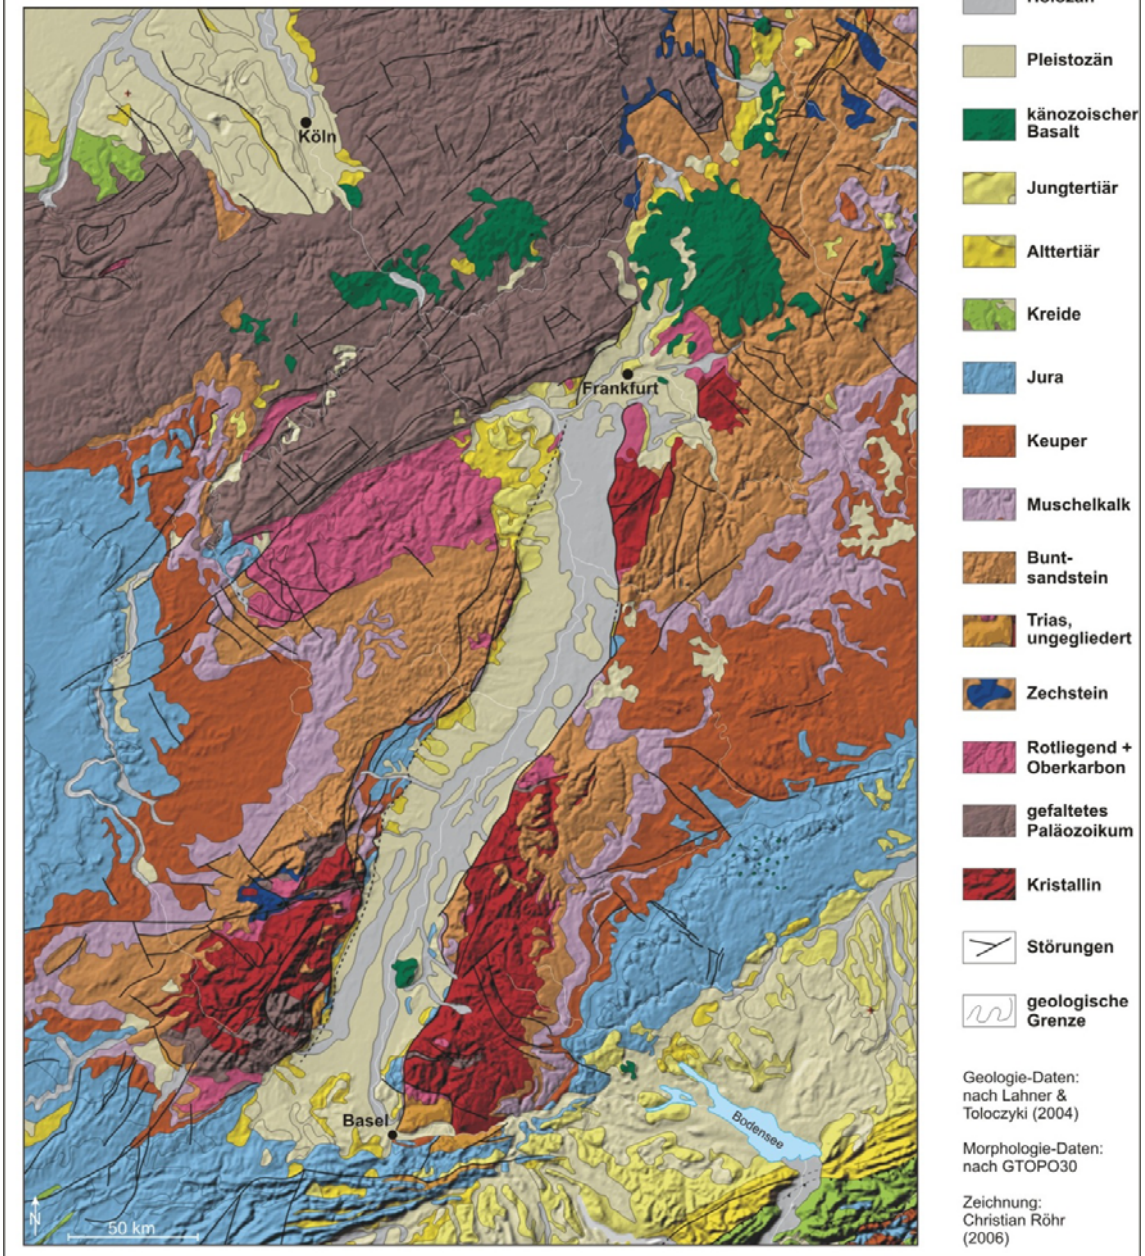 Holozän
Pleistozän
känozoischer
Basalt
Jungtertiär
Alttertiär
Kreide
Jura
Keuper
Muschelkalk
Bunt-
sandstein
Trias,
ungegliedert
Zechstein
Rotliegend +
Oberkarbon
gefaltetes
Paläozoikum
Kristallin
Störungen
geologische
Grenze
Geologie-Daten:
nach Lahner &
Toloczyki (2004)
Morphologie-Daten:
nach GTOPO30
Zeichnung:
Christian Röhr
(2006)
Köln
Frankfurt
Basel
Bodensee
N
50 km